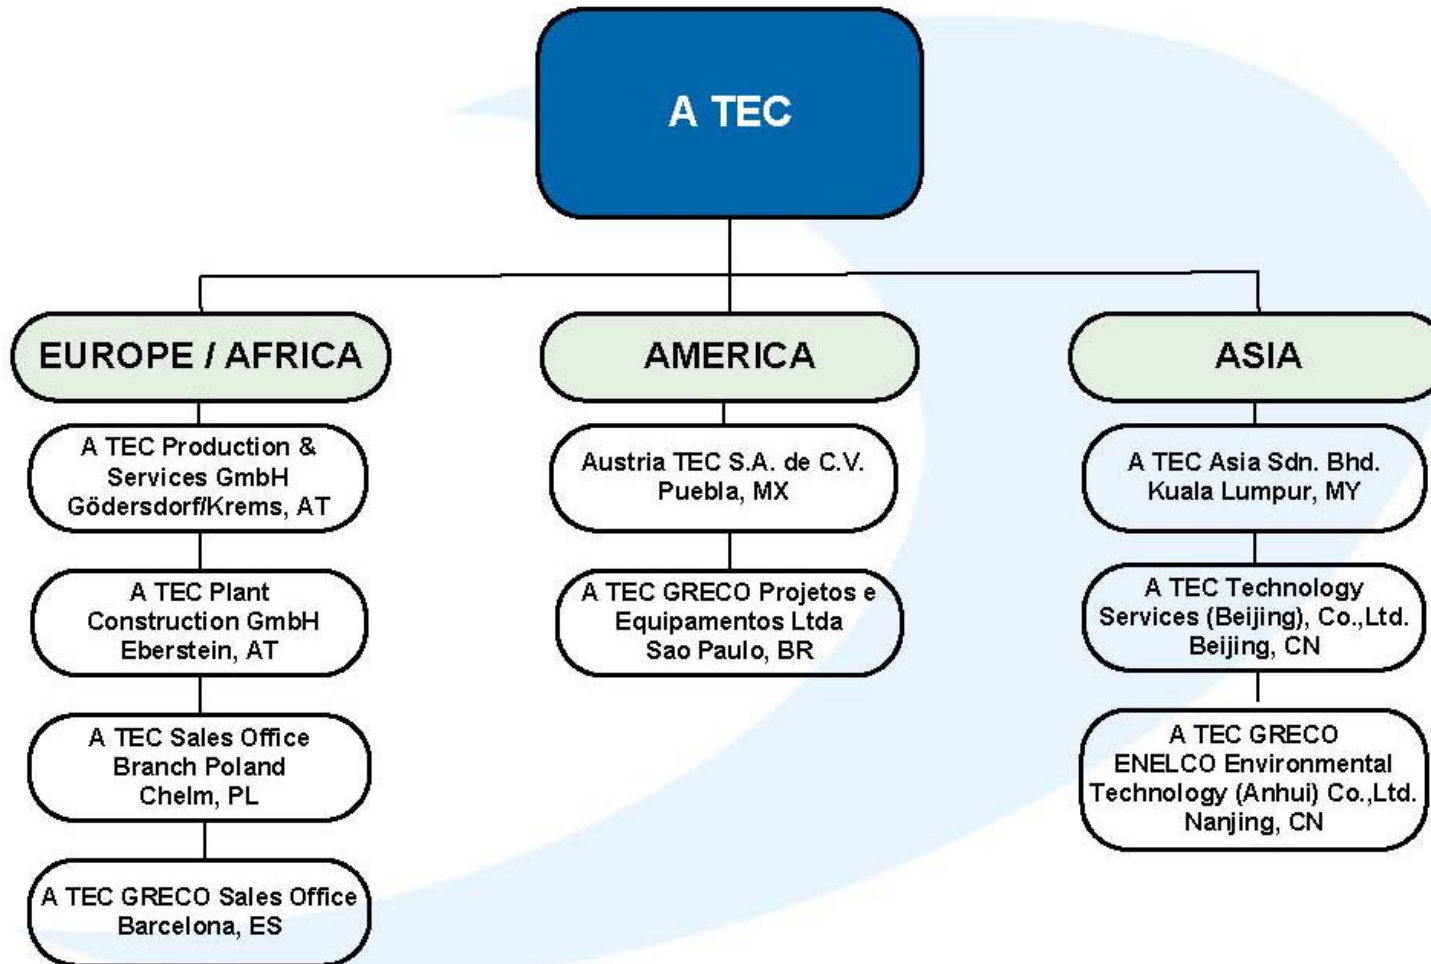 A TEC
EUROPE / AFRICA
A TEC Production &
Services GmbH
Gödersdorf/Krems, AT
A TEC Plant
Construction GmbH
Eberstein, AT
A TEC Sales Office
Branch Poland
Chelm, PL
A TEC GRECO Sales Office
Barcelona, ES
AMERICA
Austria TEC S.A. de C.V.
Puebla, MX
A TEC GRECO Projetos e
Equipamentos Ltda
Sao Paulo, BR
ASIA
A TEC Asia Sdn. Bhd.
Kuala Lumpur, MY
A TEC Technology
Services (Beijing), Co.,Ltd.
Beijing, CN
A TEC GRECO
ENELCO Environmental
Technology (Anhui) Co.,Ltd.
Nanjing, CN